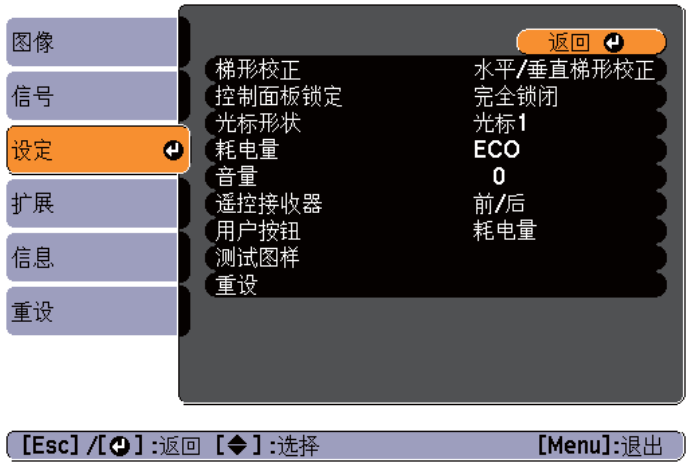 图像
信号
设定
扩展
信息
重设
返回
梯形校正 水平/垂直梯形校正
控制面板锁定 完全锁闭
光标形状 光标1
耗电量 ECO
音量 0
遥控接收器 前/后
用户按钮 耗电量
测试图样
重设
[Esc] /[⏎] :返回 [◆] :选择 [Menu]:退出